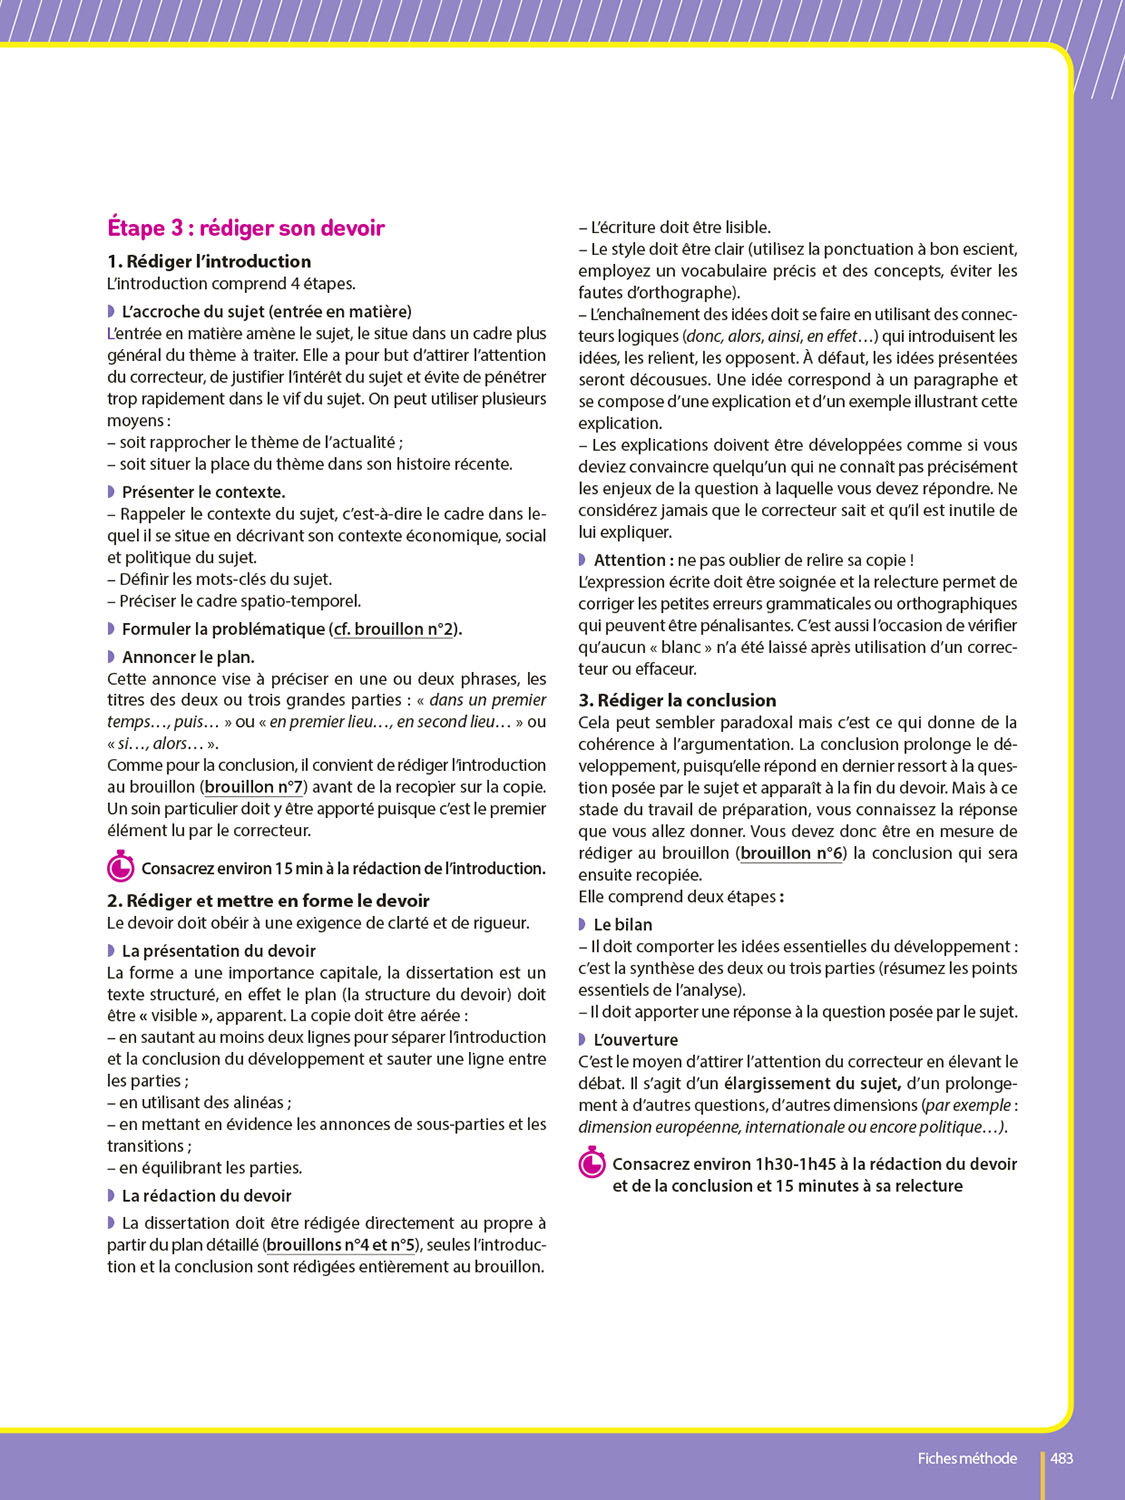 Étape 3 : rédiger son devoir
1. Rédiger l’introduction
L’introduction comprend 4 étapes.
L’accroche du sujet (entrée en matière)
L’entrée en matière amène le sujet, le situe dans un cadre plus
général du thème à traiter. Elle a pour but d’attirer l’attention
du correcteur, de justifier l’intérêt du sujet et évite de pénétrer
trop rapidement dans le vif du sujet. On peut utiliser plusieurs
moyens :
– soit rapprocher le thème de l’actualité ;
– soit situer la place du thème dans son histoire récente.
Présenter le contexte.
– Rappeler le contexte du sujet, c’est-à-dire le cadre dans le-
quel il se situe en décrivant son contexte économique, social
et politique du sujet.
– Définir les mots-clés du sujet.
– Préciser le cadre spatio-temporel.
Formuler la problématique (cf. brouillon n°2).
Annoncer le plan.
Cette annonce vise à préciser en une ou deux phrases, les
titres des deux ou trois grandes parties : « dans un premier
temps…, puis… » ou « en premier lieu…, en second lieu… » ou
« si…, alors… ».
Comme pour la conclusion, il convient de rédiger l’introduction
au brouillon (brouillon n°7) avant de la recopier sur la copie.
Un soin particulier doit y être apporté puisque c’est le premier
élément lu par le correcteur.
Consacrez environ 15 min à la rédaction de l’introduction.
2. Rédiger et mettre en forme le devoir
Le devoir doit obéir à une exigence de clarté et de rigueur.
La présentation du devoir
La forme a une importance capitale, la dissertation est un
texte structuré, en effet le plan (la structure du devoir) doit
être « visible », apparent. La copie doit être aérée :
– en sautant au moins deux lignes pour séparer l’introduction
et la conclusion du développement et sauter une ligne entre
les parties ;
– en utilisant des alinéas ;
– en mettant en évidence les annonces de sous-parties et les
transitions ;
– en équilibrant les parties.
La rédaction du devoir
La dissertation doit être rédigée directement au propre à
partir du plan détaillé (brouillons n°4 et n°5), seules l’introduc-
tion et la conclusion sont rédigées entièrement au brouillon.
– L’écriture doit être lisible.
– Le style doit être clair (utilisez la ponctuation à bon escient,
employez un vocabulaire précis et des concepts, éviter les
fautes d’orthographe).
– L’enchaînement des idées doit se faire en utilisant des connec-
teurs logiques (donc, alors, ainsi, en effet…) qui introduisent les
idées, les relient, les opposent. À défaut, les idées présentées
seront décousues. Une idée correspond à un paragraphe et
se compose d’une explication et d’un exemple illustrant cette
explication.
– Les explications doivent être développées comme si vous
deviez convaincre quelqu’un qui ne connaît pas précisément
les enjeux de la question à laquelle vous devez répondre. Ne
considérez jamais que le correcteur sait et qu’il est inutile de
lui expliquer.
Attention : ne pas oublier de relire sa copie !
L’expression écrite doit être soignée et la relecture permet de
corriger les petites erreurs grammaticales ou orthographiques
qui peuvent être pénalisantes. C’est aussi l’occasion de vérifier
qu’aucun « blanc » n’a été laissé après utilisation d’un correc-
teur ou effaceur.
3. Rédiger la conclusion
Cela peut sembler paradoxal mais c’est ce qui donne de la
cohérence à l’argumentation. La conclusion prolonge le dé-
veloppement, puisqu’elle répond en dernier ressort à la ques-
tion posée par le sujet et apparaît à la fin du devoir. Mais à ce
stade du travail de préparation, vous connaissez la réponse
que vous allez donner. Vous devez donc être en mesure de
rédiger au brouillon (brouillon n°6) la conclusion qui sera
ensuite recopiée.
Elle comprend deux étapes :
Le bilan
– Il doit comporter les idées essentielles du développement :
c’est la synthèse des deux ou trois parties (résumez les points
essentiels de l’analyse).
– Il doit apporter une réponse à la question posée par le sujet.
L’ouverture
C’est le moyen d’attirer l’attention du correcteur en élevant le
débat. Il s’agit d’un élargissement du sujet, d’un prolonge-
ment à d’autres questions, d’autres dimensions (par exemple :
dimension européenne, internationale ou encore politique…).
Consacrez environ 1h30-1h45 à la rédaction du devoir
et de la conclusion et 15 minutes à sa relecture
Fiches méthode 483